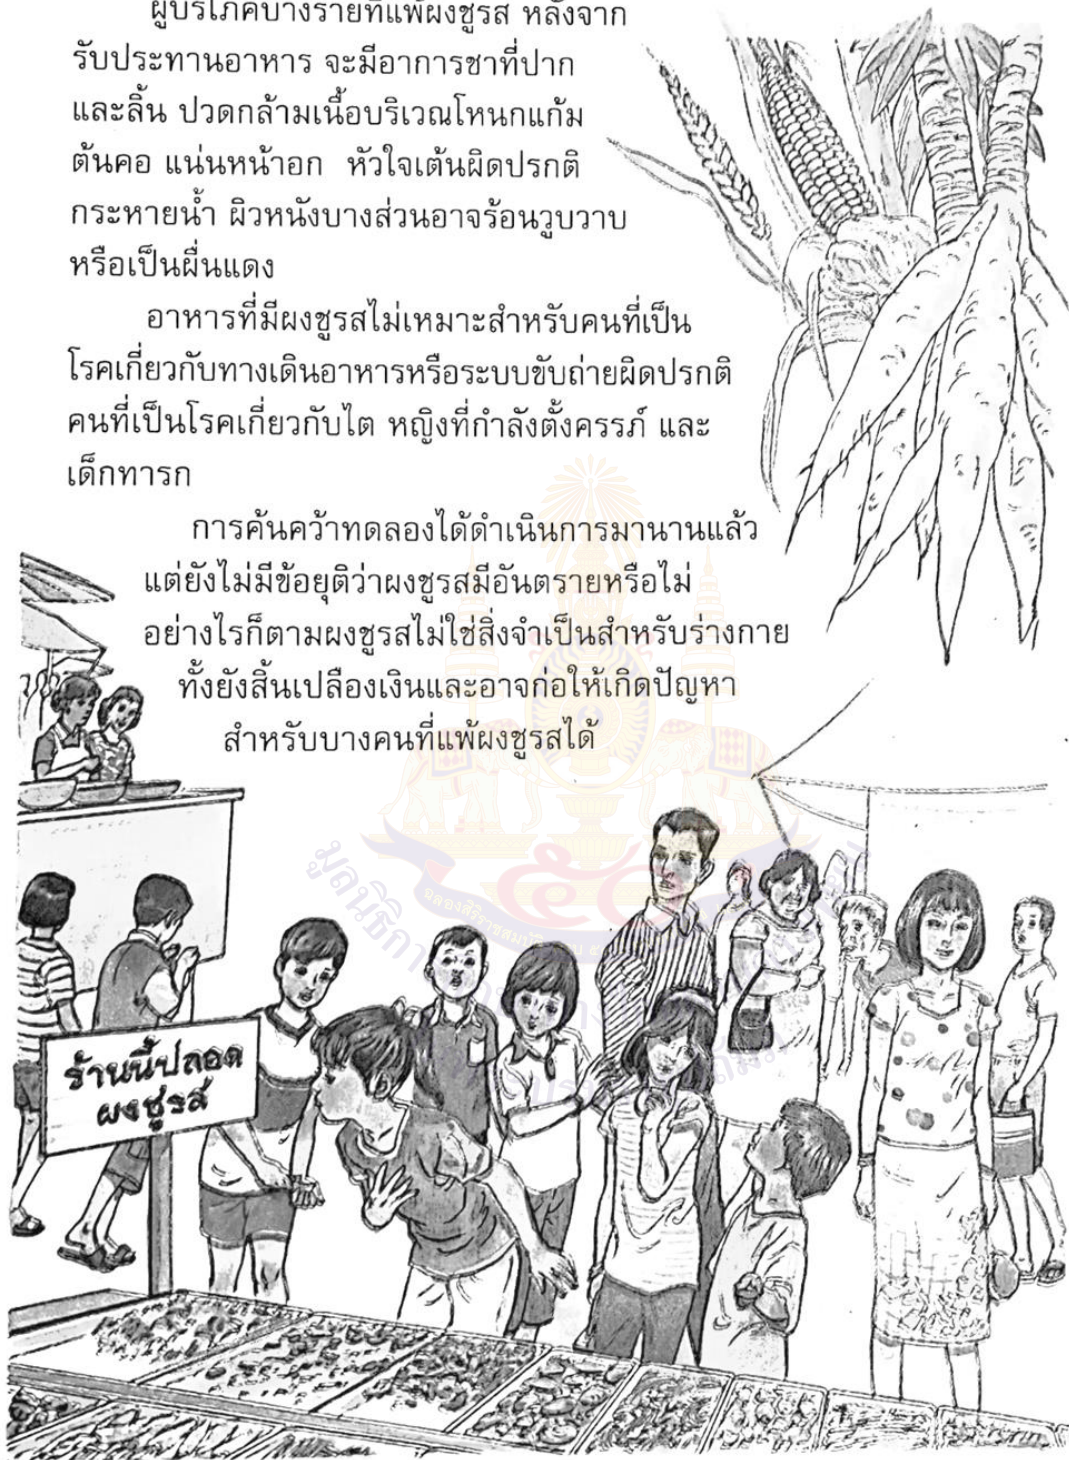 ผู้บริโภคบางรายที่แพ้ผงชูรส หลังจาก
รับประทานอาหาร จะมีอาการชาที่ปาก
และลิ้น ปวดกล้ามเนื้อบริเวณโหนกแก้ม
ต้นคอ แน่นหน้าอก หัวใจเต้นผิดปรกติ
กระหายน้ำ ผิวหนังบางส่วนอาจร้อนวูบวาบ
หรือเป็นผื่นแดง
อาหารที่มีผงชูรสไม่เหมาะสำหรับคนที่เป็น
โรคเกี่ยวกับทางเดินอาหารหรือระบบขับถ่ายผิดปรกติ
คนที่เป็นโรคเกี่ยวกับไต หญิงที่กำลังตั้งครรภ์ และ
เด็กทารก
การค้นคว้าทดลองได้ดำเนินการมานานแล้ว
แต่ยังไม่มีข้อยุติว่าผงชูรสมีอันตรายหรือไม่
อย่างไรก็ตามผงชูรสไม่ใช่สิ่งจำเป็นสำหรับร่างกาย
ทั้งยังสิ้นเปลืองเงินและอาจก่อให้เกิดปัญหา
สำหรับบางคนที่แพ้ผงชูรสได้
ร้านนี้ปลอด
ผงชูรส